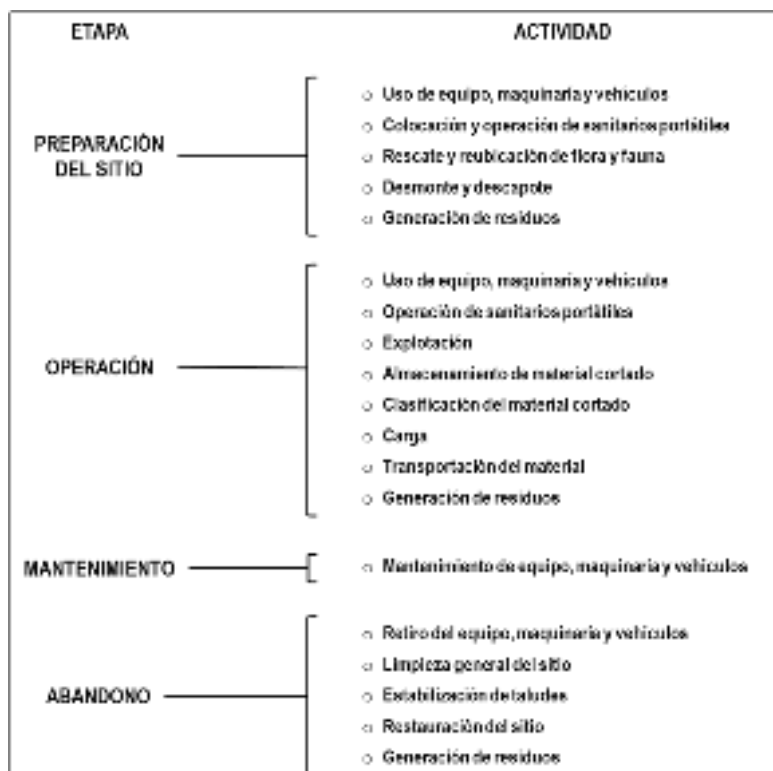 ETAPA ACTIVIDAD
PREPARACIÓN
DEL SITIO
○ Uso de equipo, maquinaria y vehículos
○ Colocación y operación de sanitarios portátiles
○ Rescate y reubicación de flora y fauna
○ Desmonte y descapote
○ Generación de residuos
OPERACIÓN
○ Uso de equipo, maquinaria y vehículos
○ Operación de sanitarios portátiles
○ Explotación
○ Almacenamiento de material cortado
○ Clasificación del material cortado
○ Carga
○ Transportación del material
○ Generación de residuos
MANTENIMIENTO
○ Mantenimiento de equipo, maquinaria y vehículos
ABANDONO
○ Retiro del equipo, maquinaria y vehículos
○ Limpieza general del sitio
○ Estabilización de taludes
○ Restauración del sitio
○ Generación de residuos